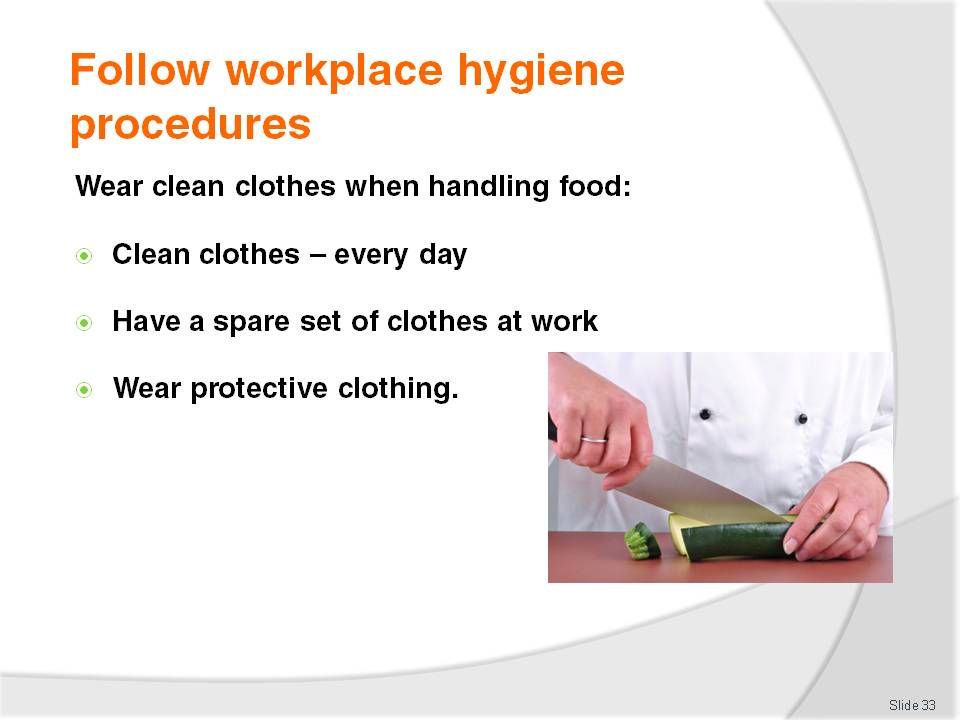 Follow workplace hygiene
procedures
Wear clean clothes when handling food:
Clean clothes – every day
Have a spare set of clothes at work
Wear protective clothing.
Slide 33